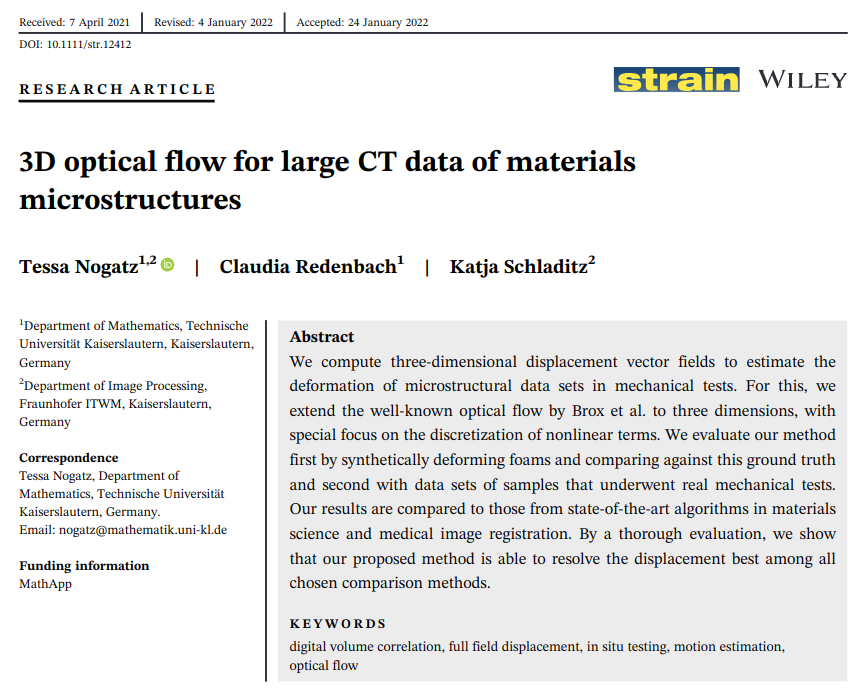 Received: 7 April 2021 | Revised: 4 January 2022 | Accepted: 24 January 2022
DOI: 10.1111/str.12412
RESEARCH ARTICLE
strain WILEY
3D optical flow for large CT data of materials
microstructures
Tessa Nogatz1,2 iD | Claudia Redenbach1 | Katja Schladitz2
1Department of Mathematics, Technische
Universität Kaiserslautern, Kaiserslautern,
Germany
2Department of Image Processing,
Fraunhofer ITWM, Kaiserslautern,
Germany
Correspondence
Tessa Nogatz, Department of
Mathematics, Technische Universität
Kaiserslautern, Germany.
Email: nogatz@mathematik.uni-kl.de
Funding information
MathApp
Abstract
We compute three-dimensional displacement vector fields to estimate the
deformation of microstructural data sets in mechanical tests. For this, we
extend the well-known optical flow by Brox et al. to three dimensions, with
special focus on the discretization of nonlinear terms. We evaluate our method
first by synthetically deforming foams and comparing against this ground truth
and second with data sets of samples that underwent real mechanical tests.
Our results are compared to those from state-of-the-art algorithms in materials
science and medical image registration. By a thorough evaluation, we show
that our proposed method is able to resolve the displacement best among all
chosen comparison methods.
KEYWORDS
digital volume correlation, full field displacement, in situ testing, motion estimation,
optical flow